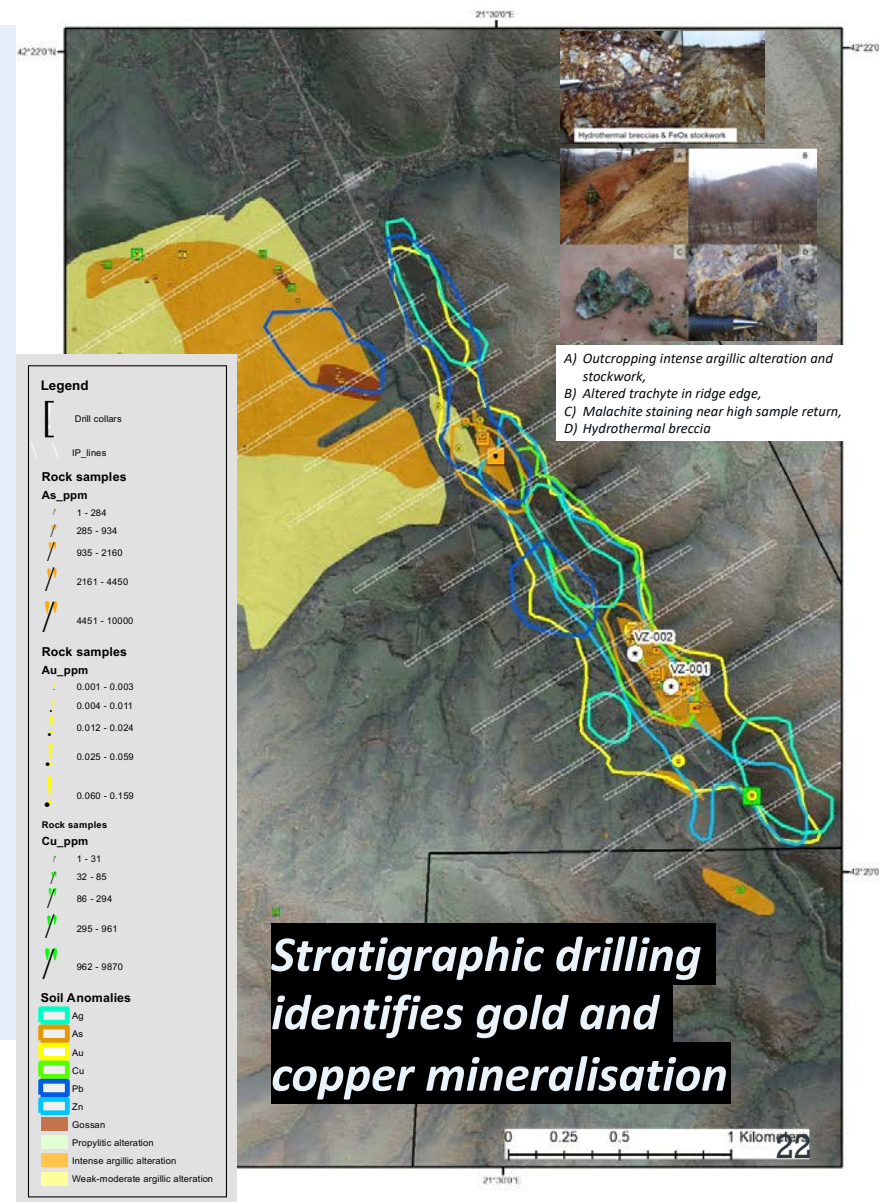 21°30'0"E
42°22'0"N
42°22'0
Hydrothermal breccias & FeOx stockwork
A
B
C
D
A) Outcropping intense argillic alteration and
stockwork,
B) Altered trachyte in ridge edge,
C) Malachite staining near high sample return,
D) Hydrothermal breccia
Legend
Drill collars
IP_lines
Rock samples
As_ppm
1 - 284
285 - 934
935 - 2160
2161 - 4450
4451 - 10000
Rock samples
Au_ppm
0.001 - 0.003
0.004 - 0.011
0.012 - 0.024
0.025 - 0.059
0.060 - 0.159
Rock samples
Cu_ppm
1 - 31
32 - 85
86 - 294
295 - 961
962 - 9870
Soil Anomalies
Ag
As
Au
Cu
Pb
Zn
Gossan
Propylitic alteration
Intense argillic alteration
Weak-moderate argillic alteration
VZ-002
VZ-001
42°20'0
Stratigraphic drilling
identifies gold and
copper mineralisation
0 0.25 0.5 1 Kilometers
22
21°30'0"E